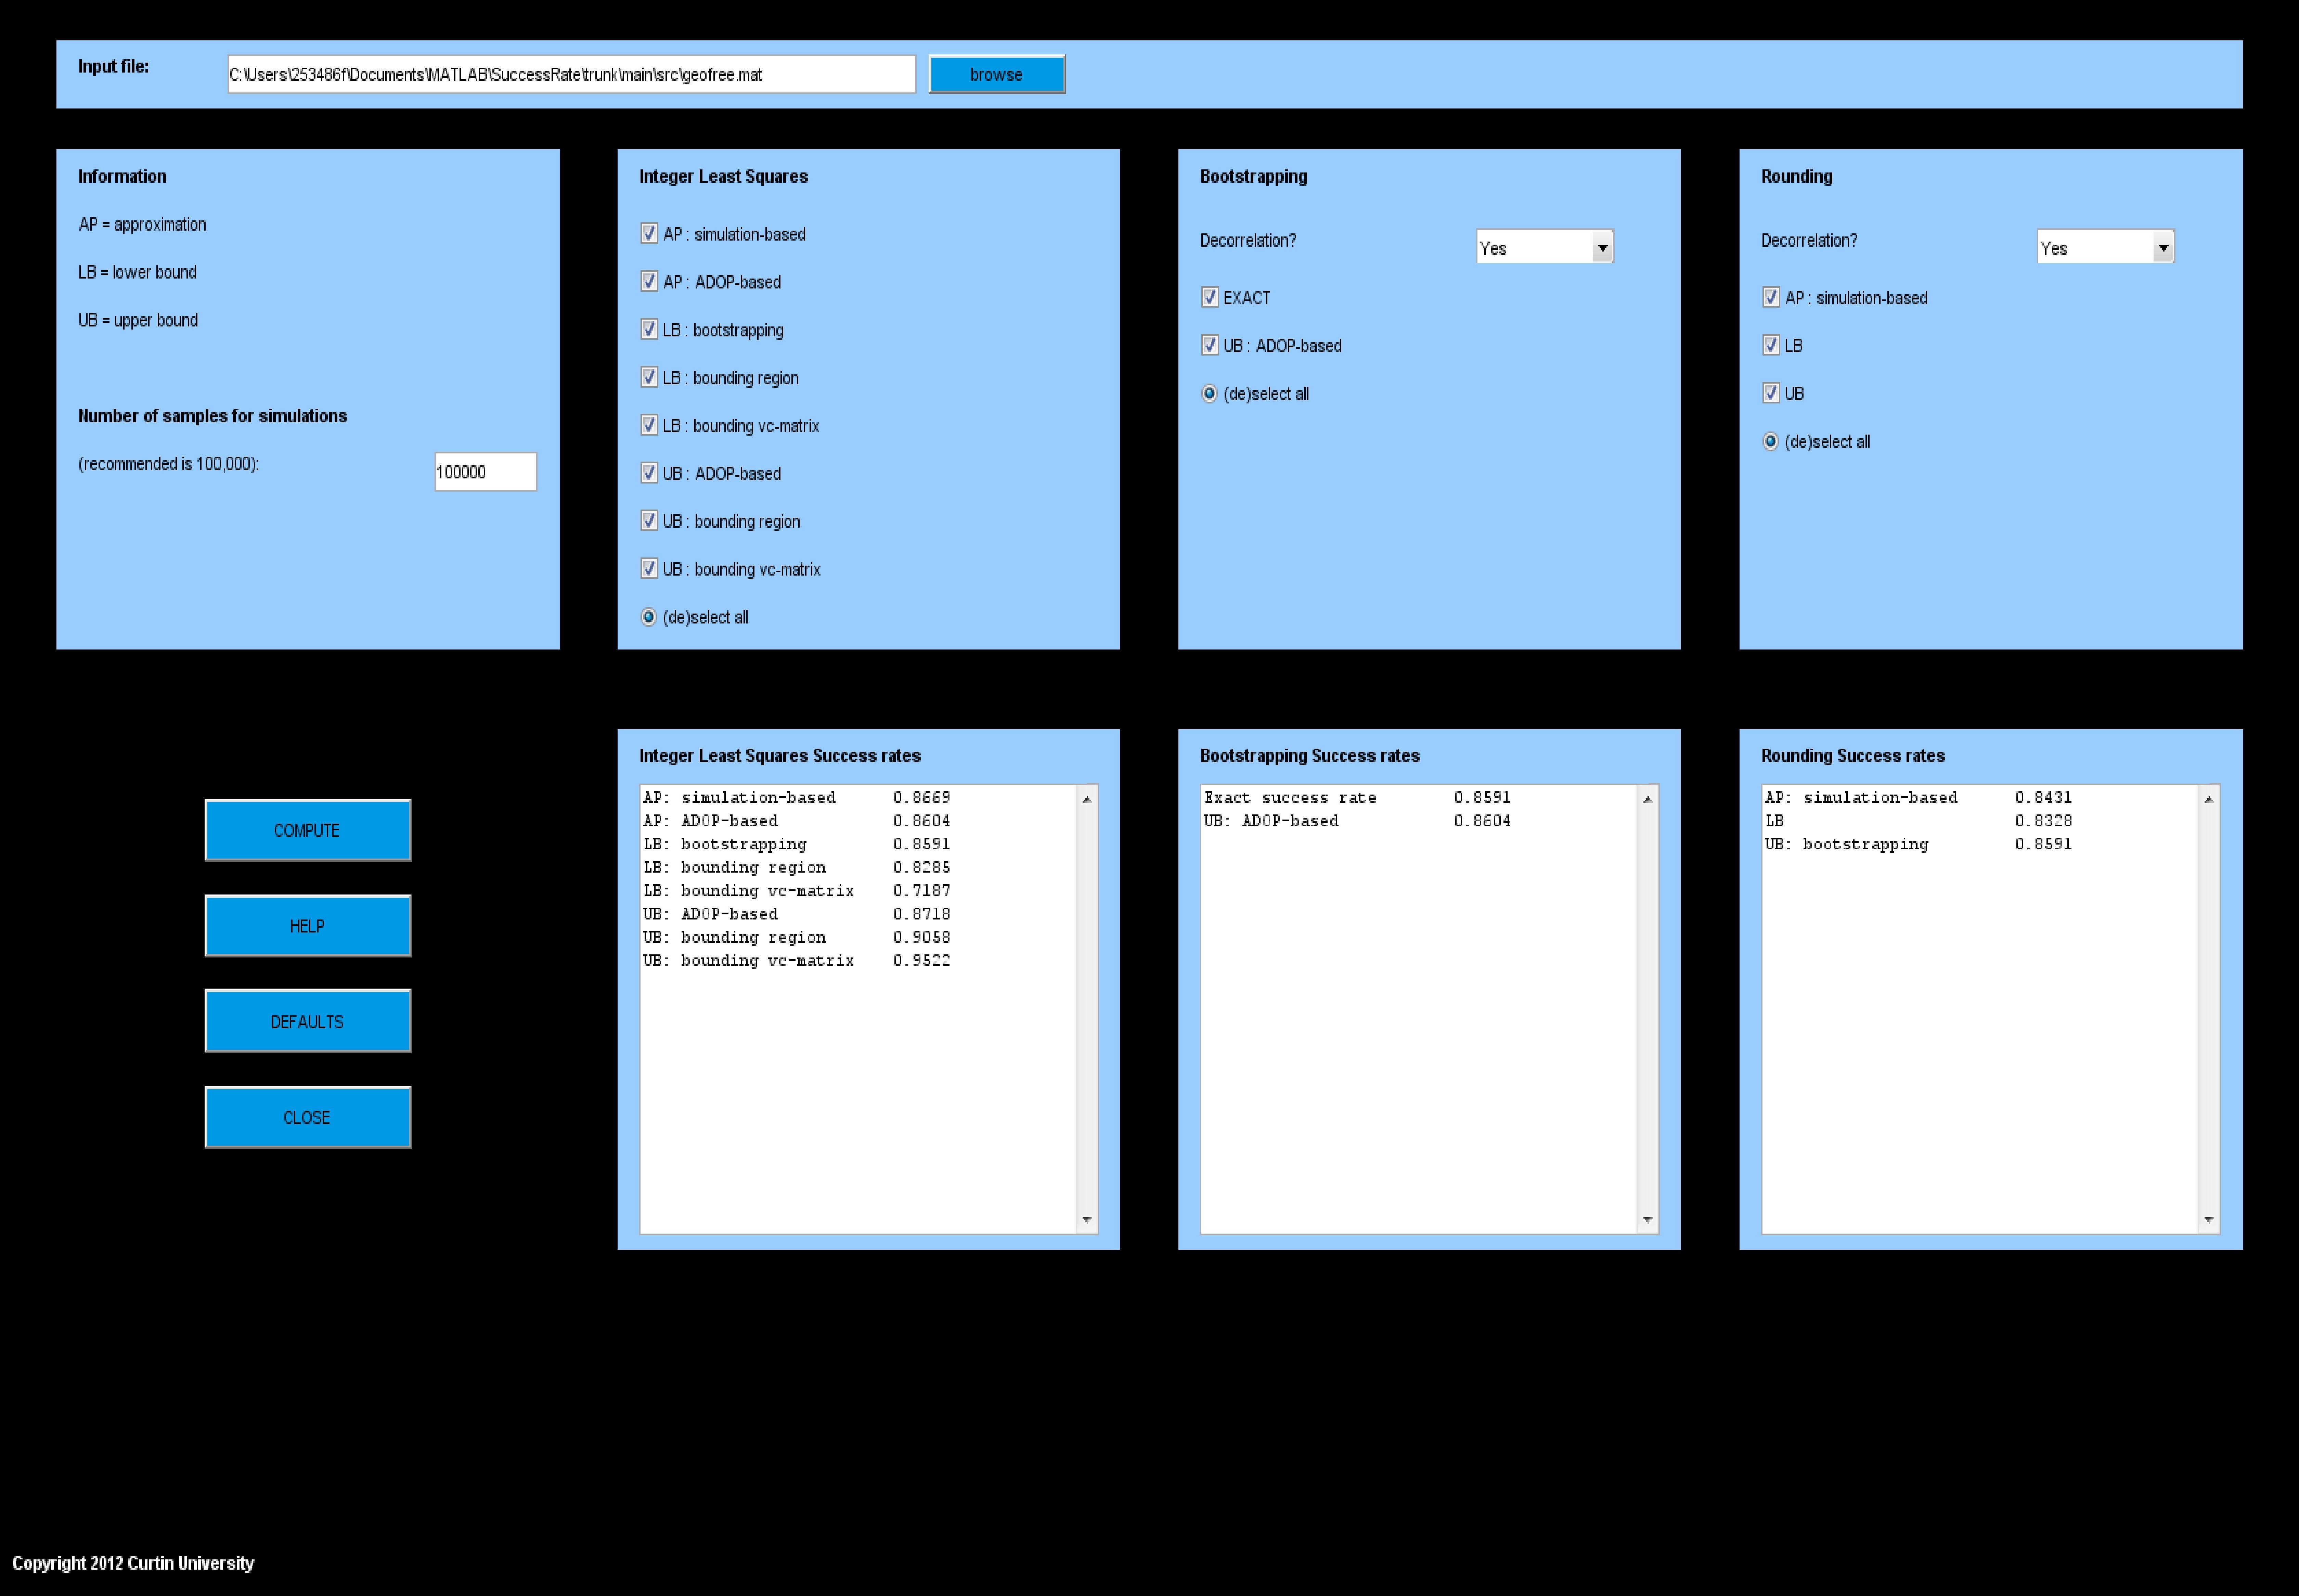 Input file:
C:\Users\253486f\Documents\MATLAB\SuccessRate\trunk\main\src\geofree.mat
browse
Information
AP = approximation
LB = lower bound
UB = upper bound
Number of samples for simulations
(recommended is 100,000):
100000
Integer Least Squares
AP : simulation-based
AP : ADOP-based
LB : bootstrapping
LB : bounding region
LB : bounding vc-matrix
UB : ADOP-based
UB : bounding region
UB : bounding vc-matrix
(de)select all
Bootstrapping
Decorrelation?
Yes
EXACT
UB : ADOP-based
(de)select all
Rounding
Decorrelation?
Yes
AP : simulation-based
LB
UB
(de)select all
COMPUTE
HELP
DEFAULTS
CLOSE
Integer Least Squares Success rates
AP: simulation-based 0.8669
AP: ADOP-based 0.8604
LB: bootstrapping 0.8591
LB: bounding region 0.8285
LB: bounding vc-matrix 0.7187
UB: ADOP-based 0.8718
UB: bounding region 0.9058
UB: bounding vc-matrix 0.9522
Bootstrapping Success rates
Exact success rate 0.8591
UB: ADOP-based 0.8604
Rounding Success rates
AP: simulation-based 0.8431
LB 0.8328
UB: bootstrapping 0.8591
Copyright 2012 Curtin University